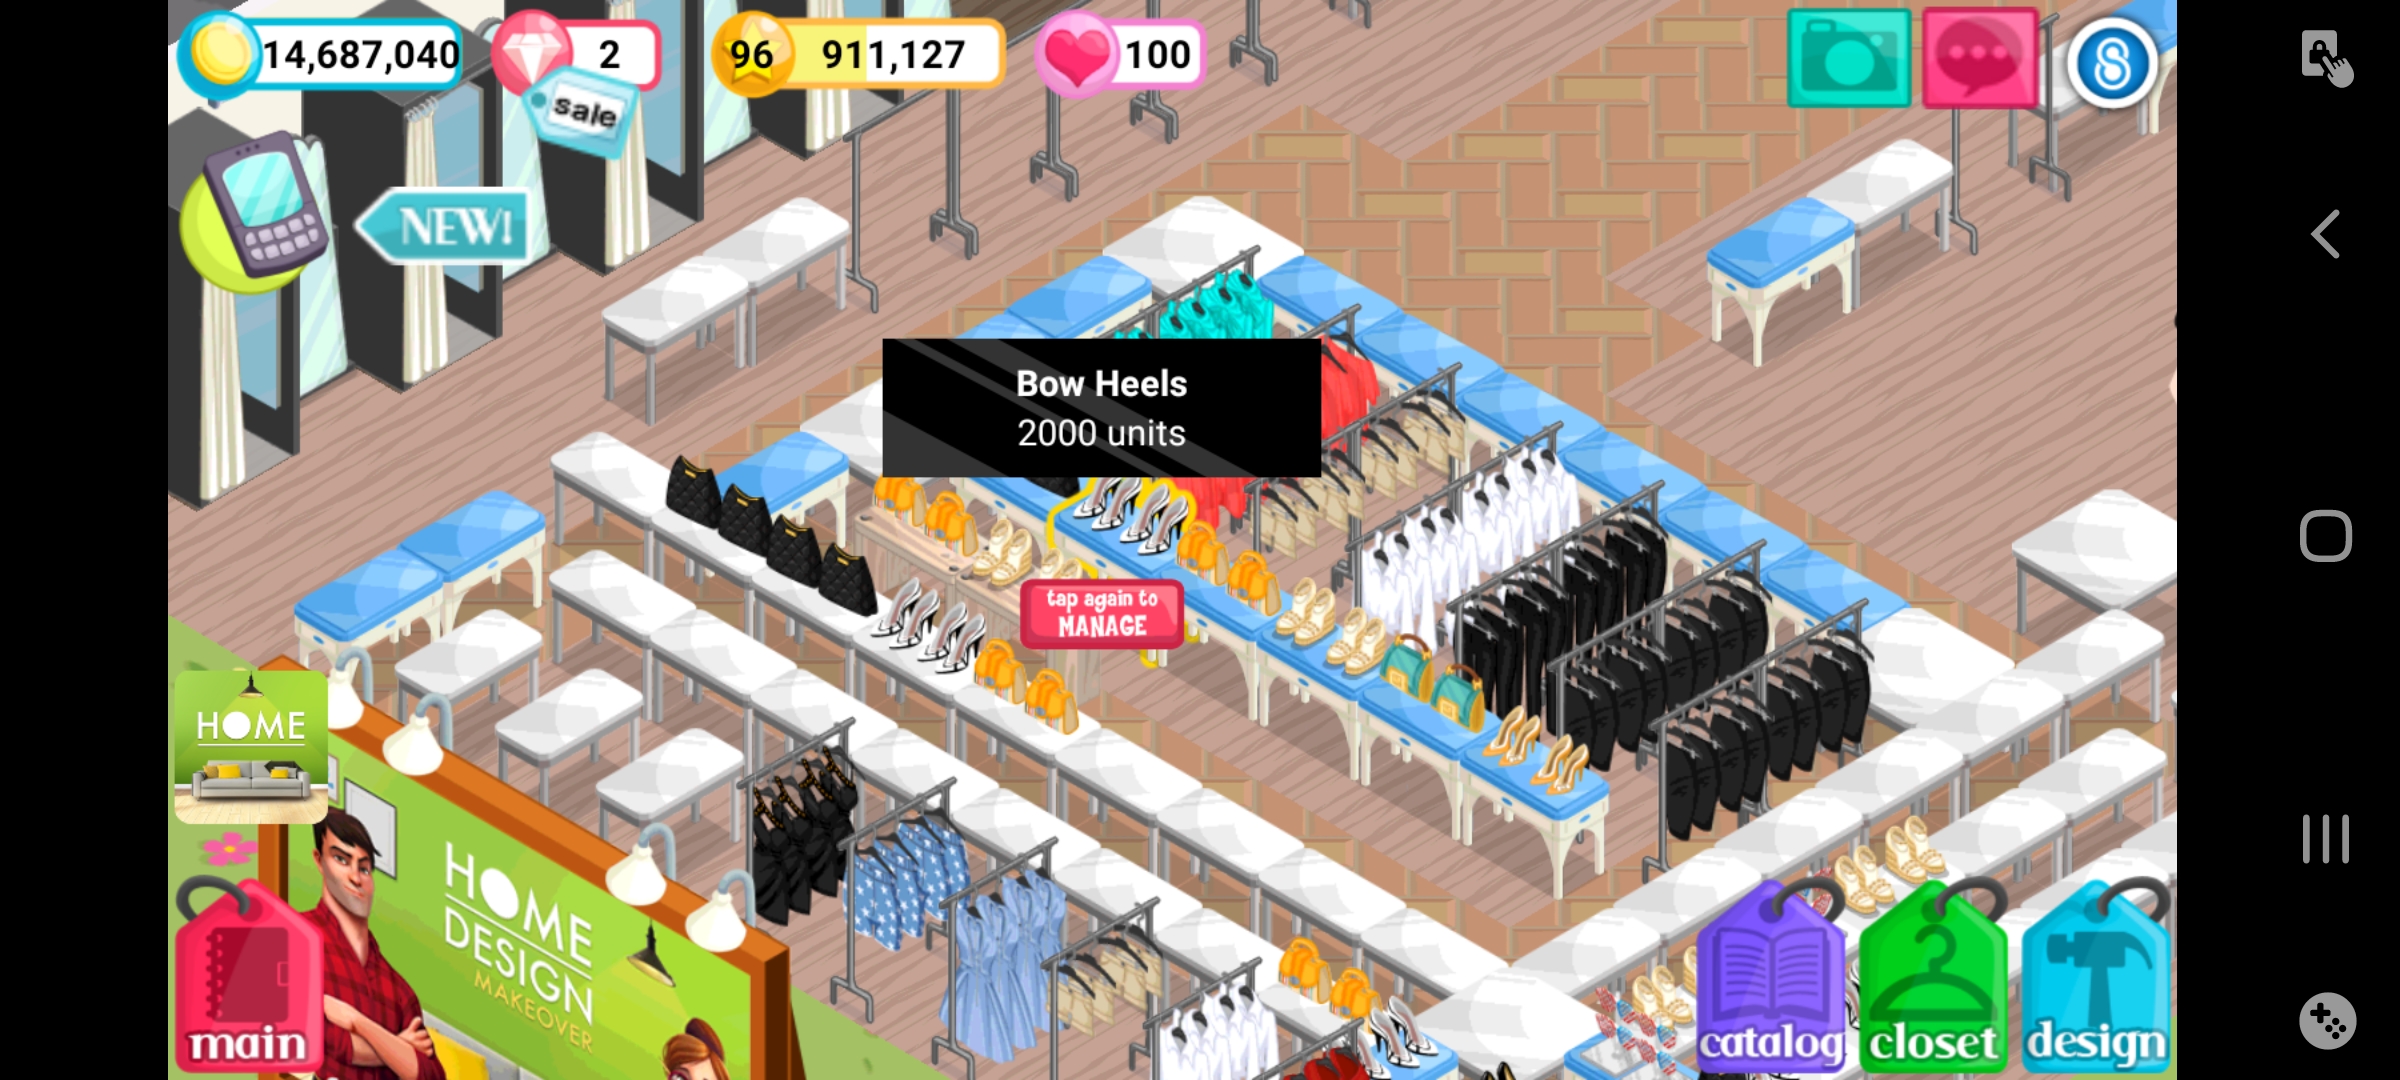 14,687,040
2
96
911,127
100
sale
NEW!
Bow Heels
2000 units
tap again to
MANAGE
HOME
HOME
DESIGN
MAKEOVER
main
catalog
closet
design